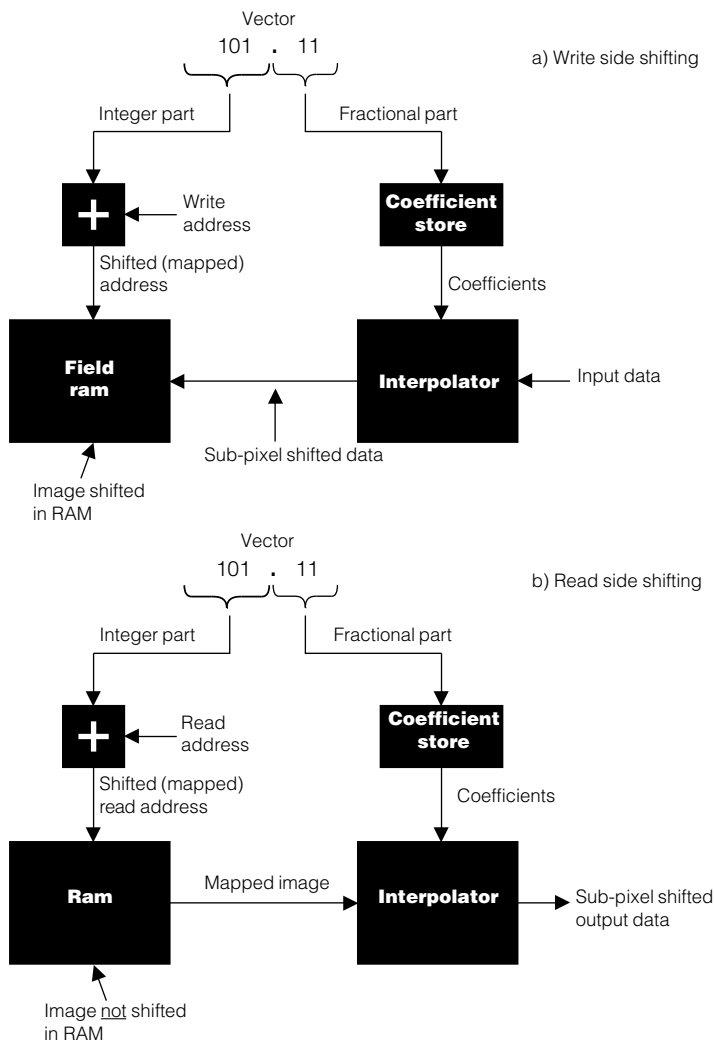 Vector
101 . 11
a) Write side shifting
Integer part
Fractional part
+
Write
address
Coefficient
store
Shifted (mapped)
address
Coefficients
Field
ram
Interpolator
Input data
Sub-pixel shifted data
Image shifted
in RAM
Vector
101 . 11
b) Read side shifting
Integer part
Fractional part
+
Read
address
Coefficient
store
Shifted (mapped)
read address
Coefficients
Ram
Mapped image
Interpolator
Sub-pixel shifted
output data
Image not shifted
in RAM